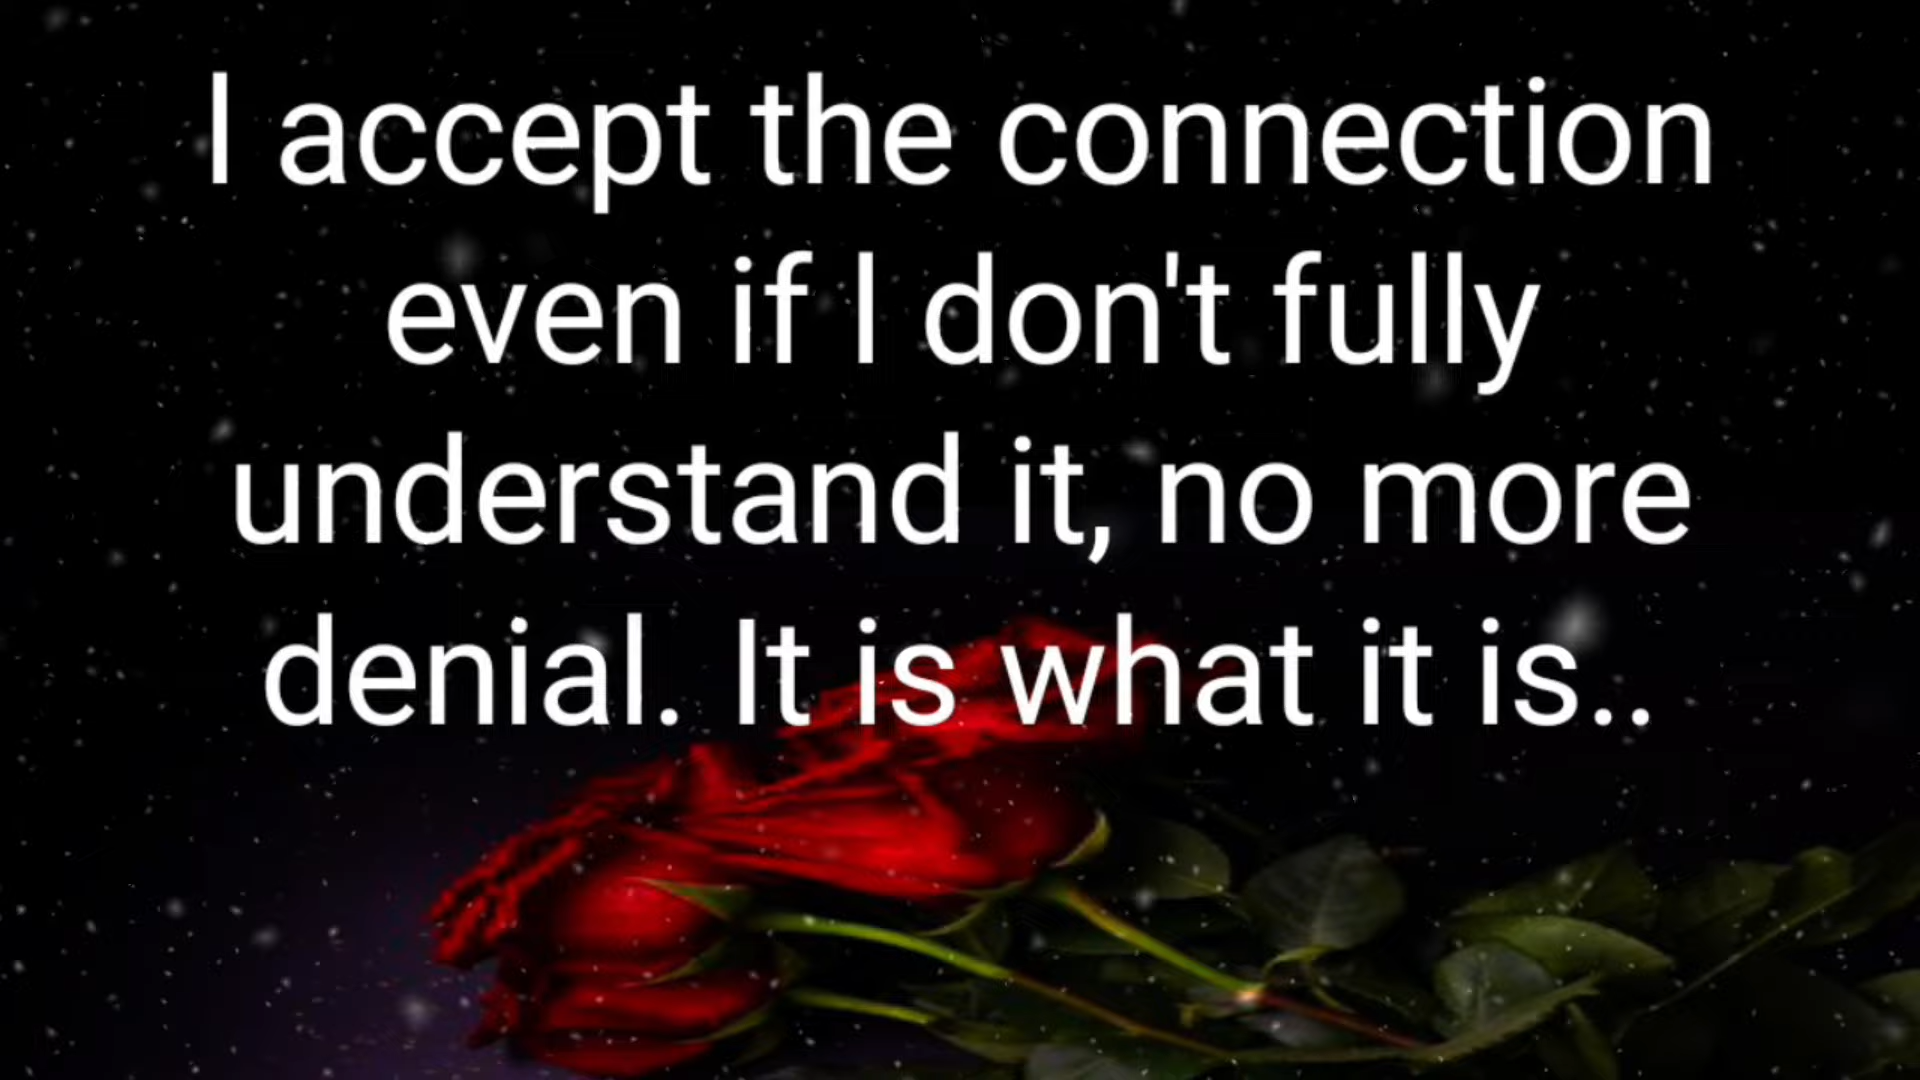 I accept the connection
even if I don't fully
understand it, no more
denial. It is what it is..